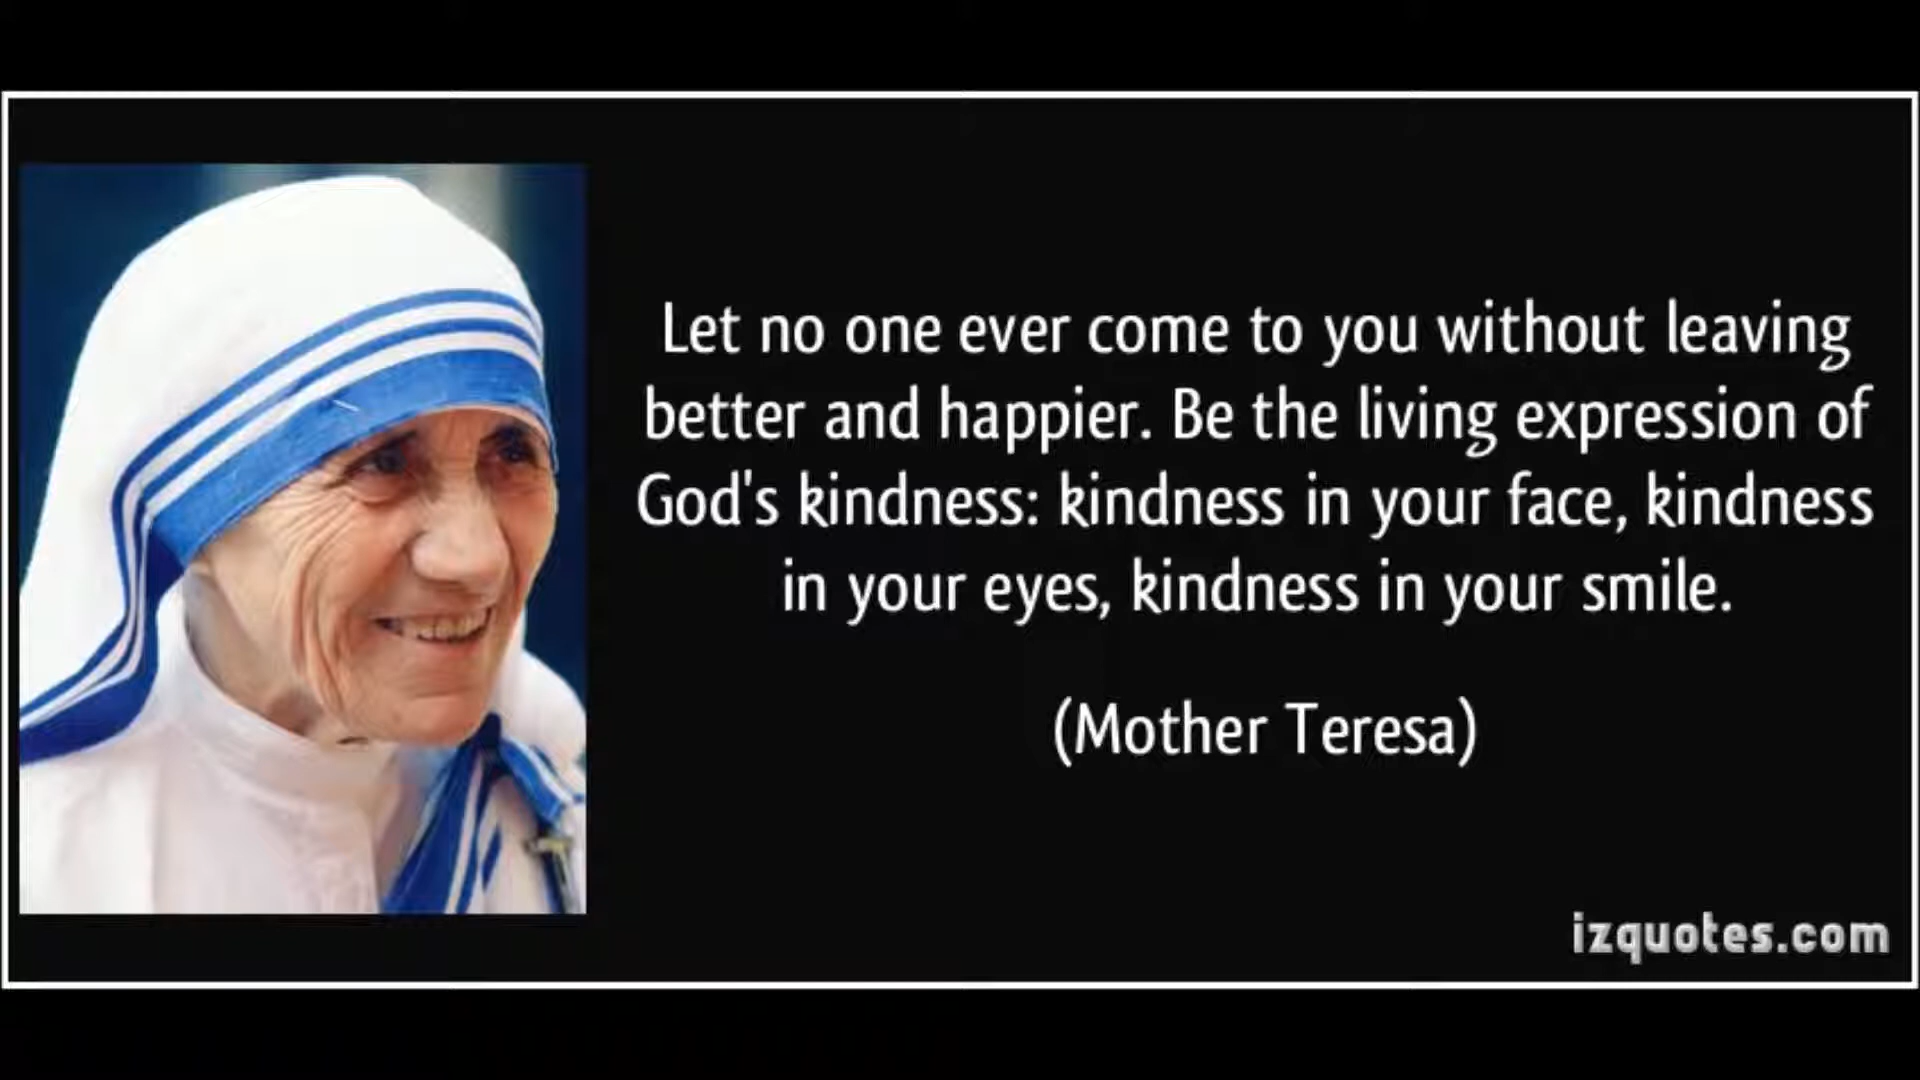 Let no one ever come to you without leaving
better and happier. Be the living expression of
God's kindness: kindness in your face, kindness
in your eyes, kindness in your smile.
(Mother Teresa)
izquotes.com